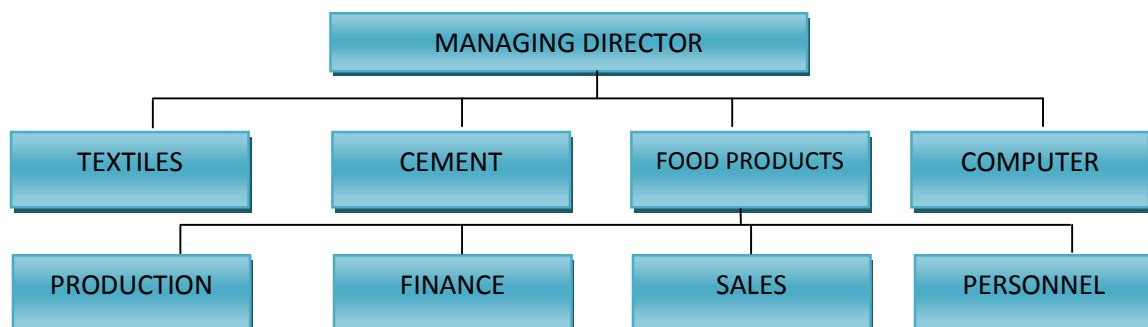 MANAGING DIRECTOR
TEXTILES
CEMENT
FOOD PRODUCTS
COMPUTER
PRODUCTION
FINANCE
SALES
PERSONNEL